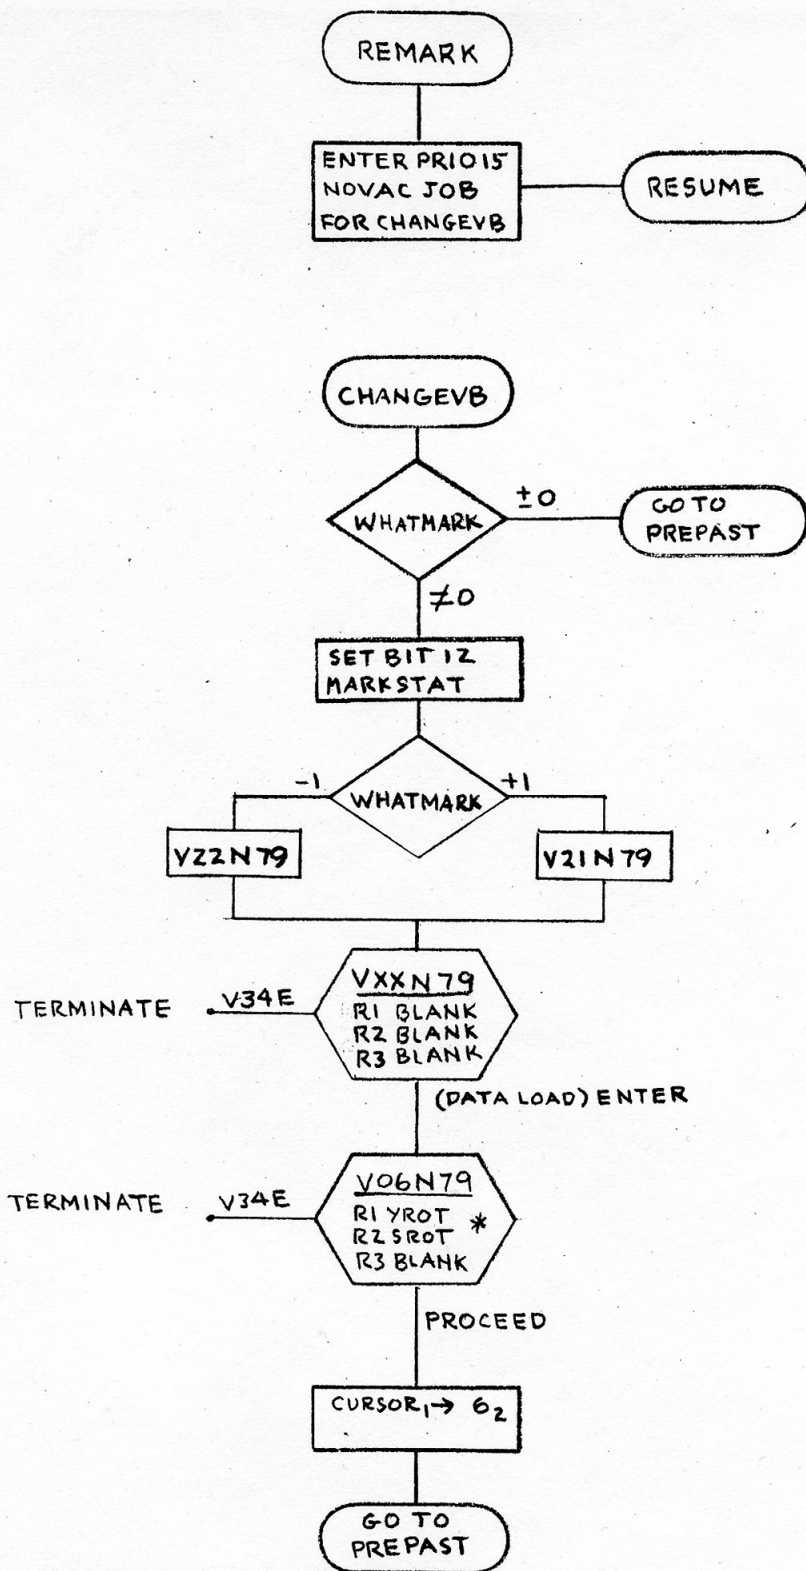 REMARK
ENTER PRIO15
NOVAC JOB
FOR CHANGEVB
RESUME
CHANGEVB
WHATMARK
±0
GO TO
PREPAST
≠0
SET BIT 12
MARKSTAT
-1
WHATMARK
+1
V22N79
V21N79
VXXN79
R1 BLANK
R2 BLANK
R3 BLANK
TERMINATE
V34E
(DATA LOAD) ENTER
V06N79
R1 YROT
R2 SROT *
R3 BLANK
TERMINATE
V34E
PROCEED
CURSOR₁→ 6₂
GO TO
PREPAST